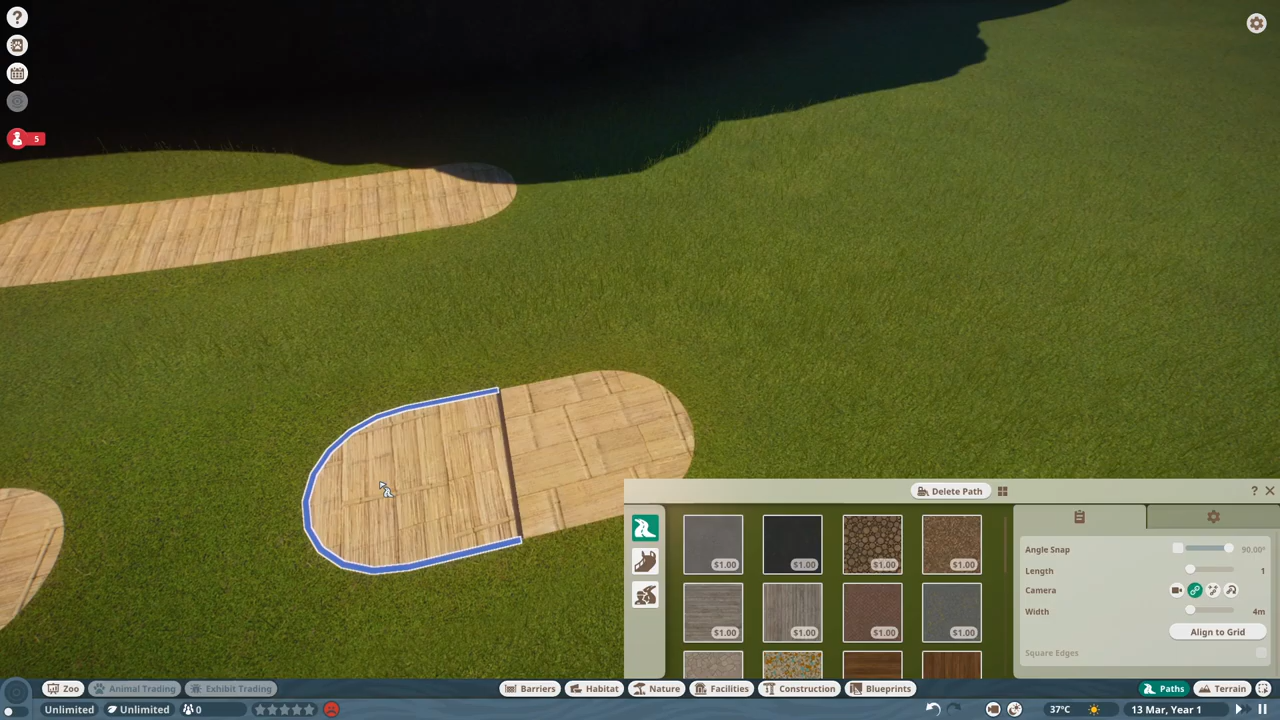 ?
5
Delete Path
?
$1.00 $1.00 $1.00 $1.00
$1.00 $1.00 $1.00 $1.00
Angle Snap 90.00°
Length 1
Camera
Width 4m
Align to Grid
Square Edges
Zoo Animal Trading Exhibit Trading Barriers Habitat Nature Facilities Construction Blueprints Paths Terrain
Unlimited Unlimited 0 37°C 13 Mar, Year 1